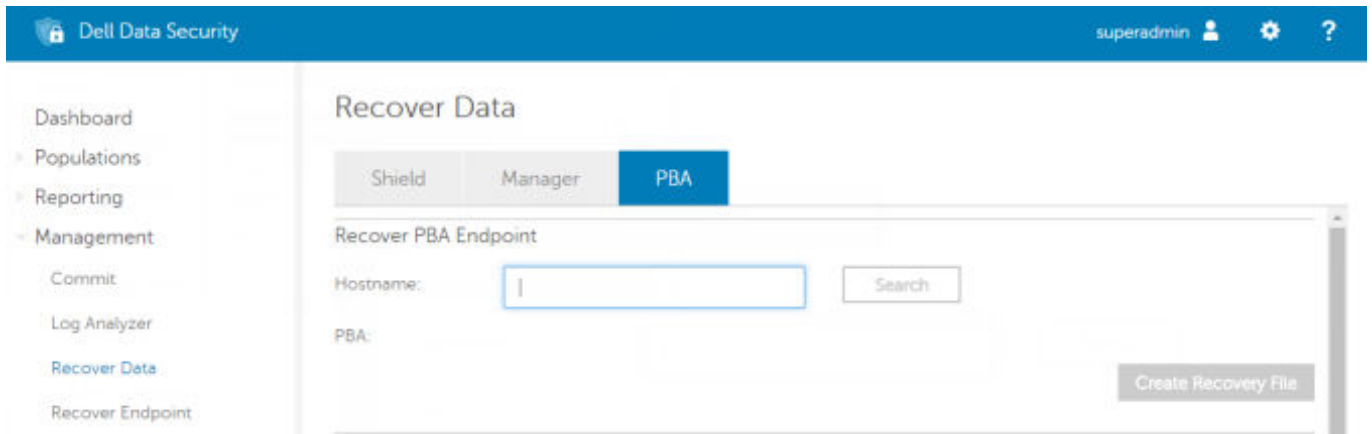 Dell Data Security
superadmin ?
Dashboard
Populations
Reporting
Management
Commit
Log Analyzer
Recover Data
Recover Endpoint
Recover Data
Shield Manager PBA
Recover PBA Endpoint
Hostname: Search
PBA:
Create Recovery File